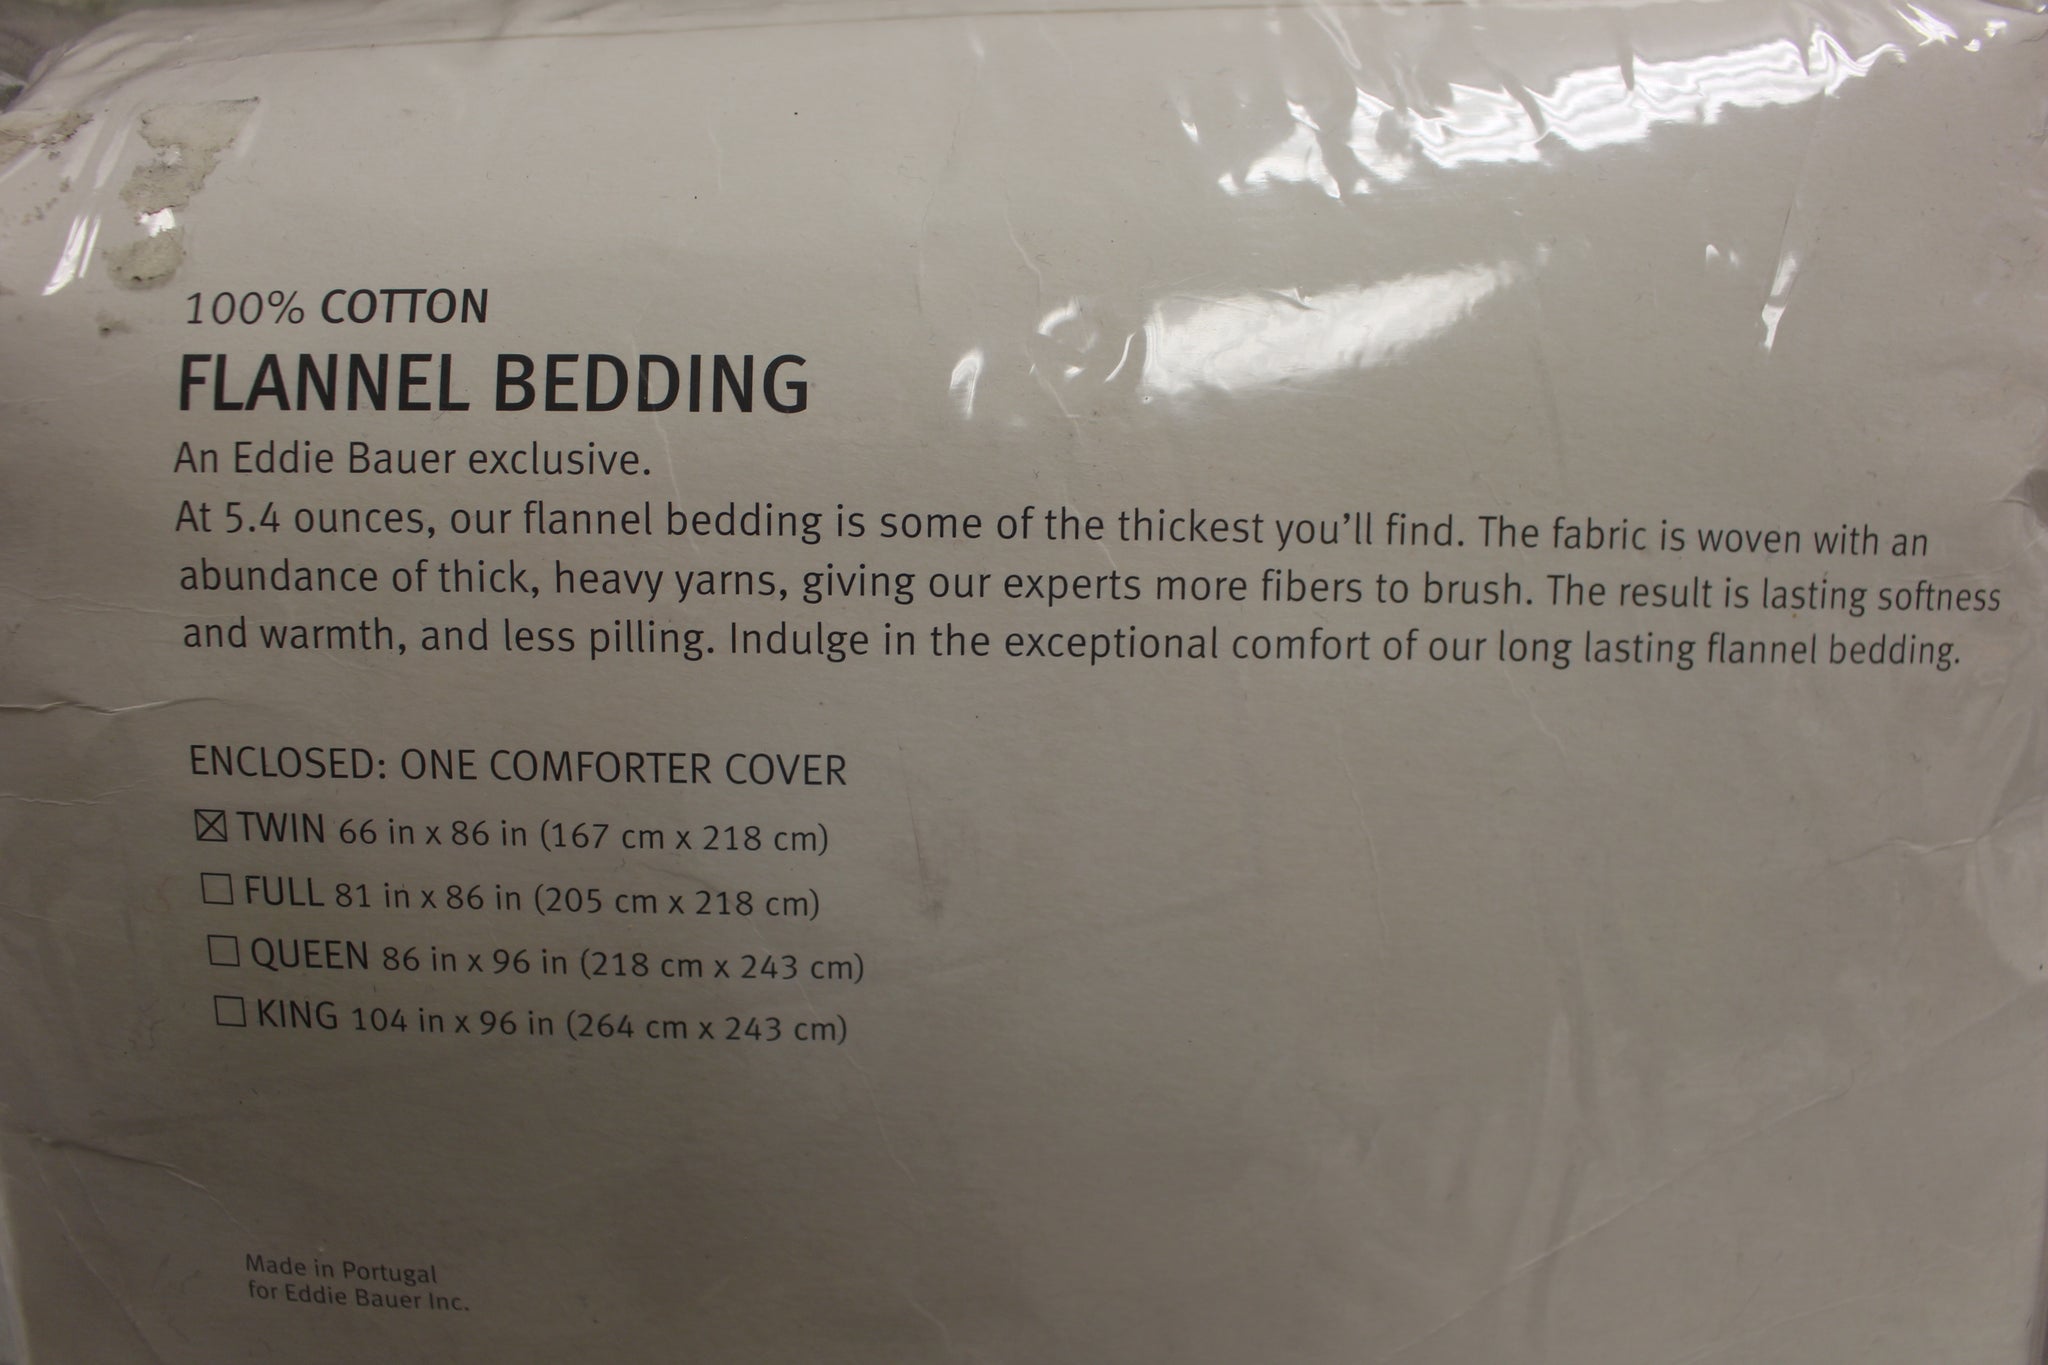 100% COTTON
FLANNEL BEDDING
An Eddie Bauer exclusive.
At 5.4 ounces, our flannel bedding is some of the thickest you'll find. The fabric is woven with an
abundance of thick, heavy yarns, giving our experts more fibers to brush. The result is lasting softness
and warmth, and less pilling. Indulge in the exceptional comfort of our long lasting flannel bedding.
ENCLOSED: ONE COMFORTER COVER
☒ TWIN 66 in x 86 in (167 cm x 218 cm)
☐ FULL 81 in x 86 in (205 cm x 218 cm)
☐ QUEEN 86 in x 96 in (218 cm x 243 cm)
☐ KING 104 in x 96 in (264 cm x 243 cm)
Made in Portugal
for Eddie Bauer Inc.